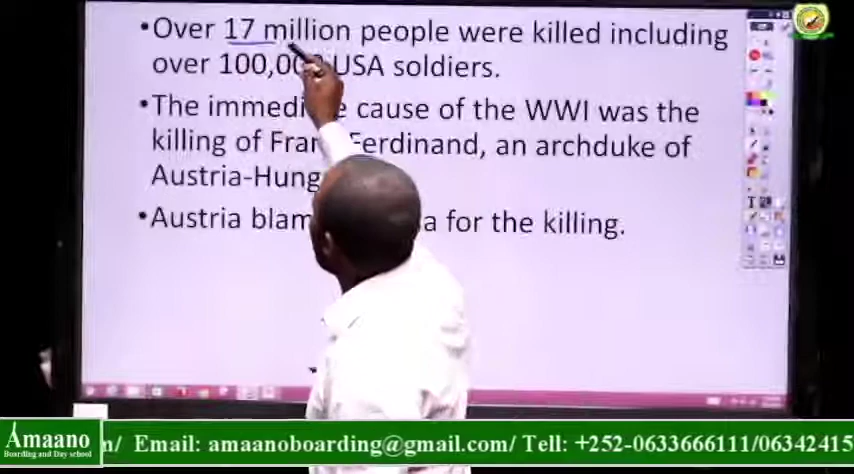 •Over 17 million people were killed including
over 100,00 USA soldiers.
•The immedi e cause of the WWI was the
killing of Fran Ferdinand, an archduke of
Austria-Hung
•Austria blam a for the killing.
Amaano
Boarding and Day school
m/ Email: amaanoboarding@gmail.com/ Tell: +252-0633666111/06342415